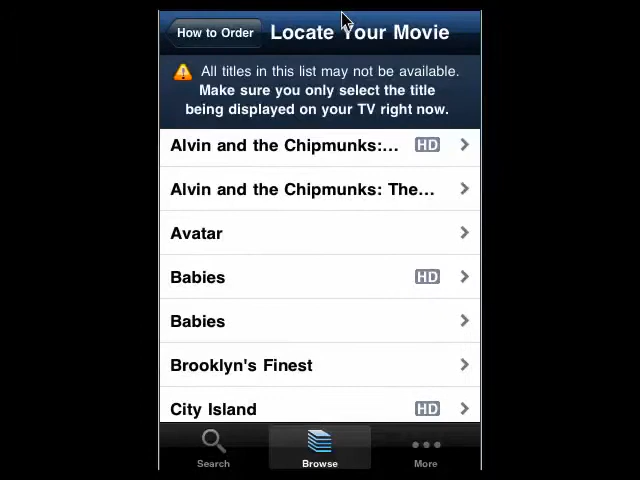 How to Order
Locate Your Movie
All titles in this list may not be available.
Make sure you only select the title
being displayed on your TV right now.
Alvin and the Chipmunks:... HD
Alvin and the Chipmunks: The...
Avatar
Babies HD
Babies
Brooklyn's Finest
City Island HD
Search Browse More